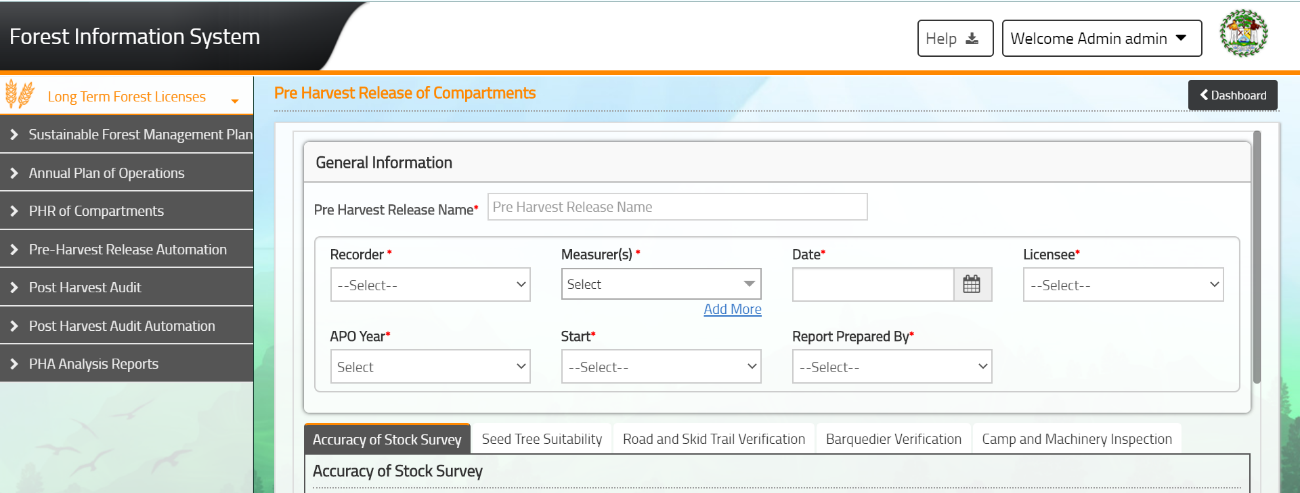 Forest Information System
Help
Welcome Admin admin
Long Term Forest Licenses
Pre Harvest Release of Compartments
Dashboard
Sustainable Forest Management Plan
Annual Plan of Operations
PHR of Compartments
Pre-Harvest Release Automation
Post Harvest Audit
Post Harvest Audit Automation
PHA Analysis Reports
General Information
Pre Harvest Release Name* Pre Harvest Release Name
Recorder * Measurer(s) * Date* Licensee*
--Select-- Select --Select--
Add More
APO Year* Start* Report Prepared By*
Select --Select-- --Select--
Accuracy of Stock Survey Seed Tree Suitability Road and Skid Trail Verification Barquedier Verification Camp and Machinery Inspection
Accuracy of Stock Survey